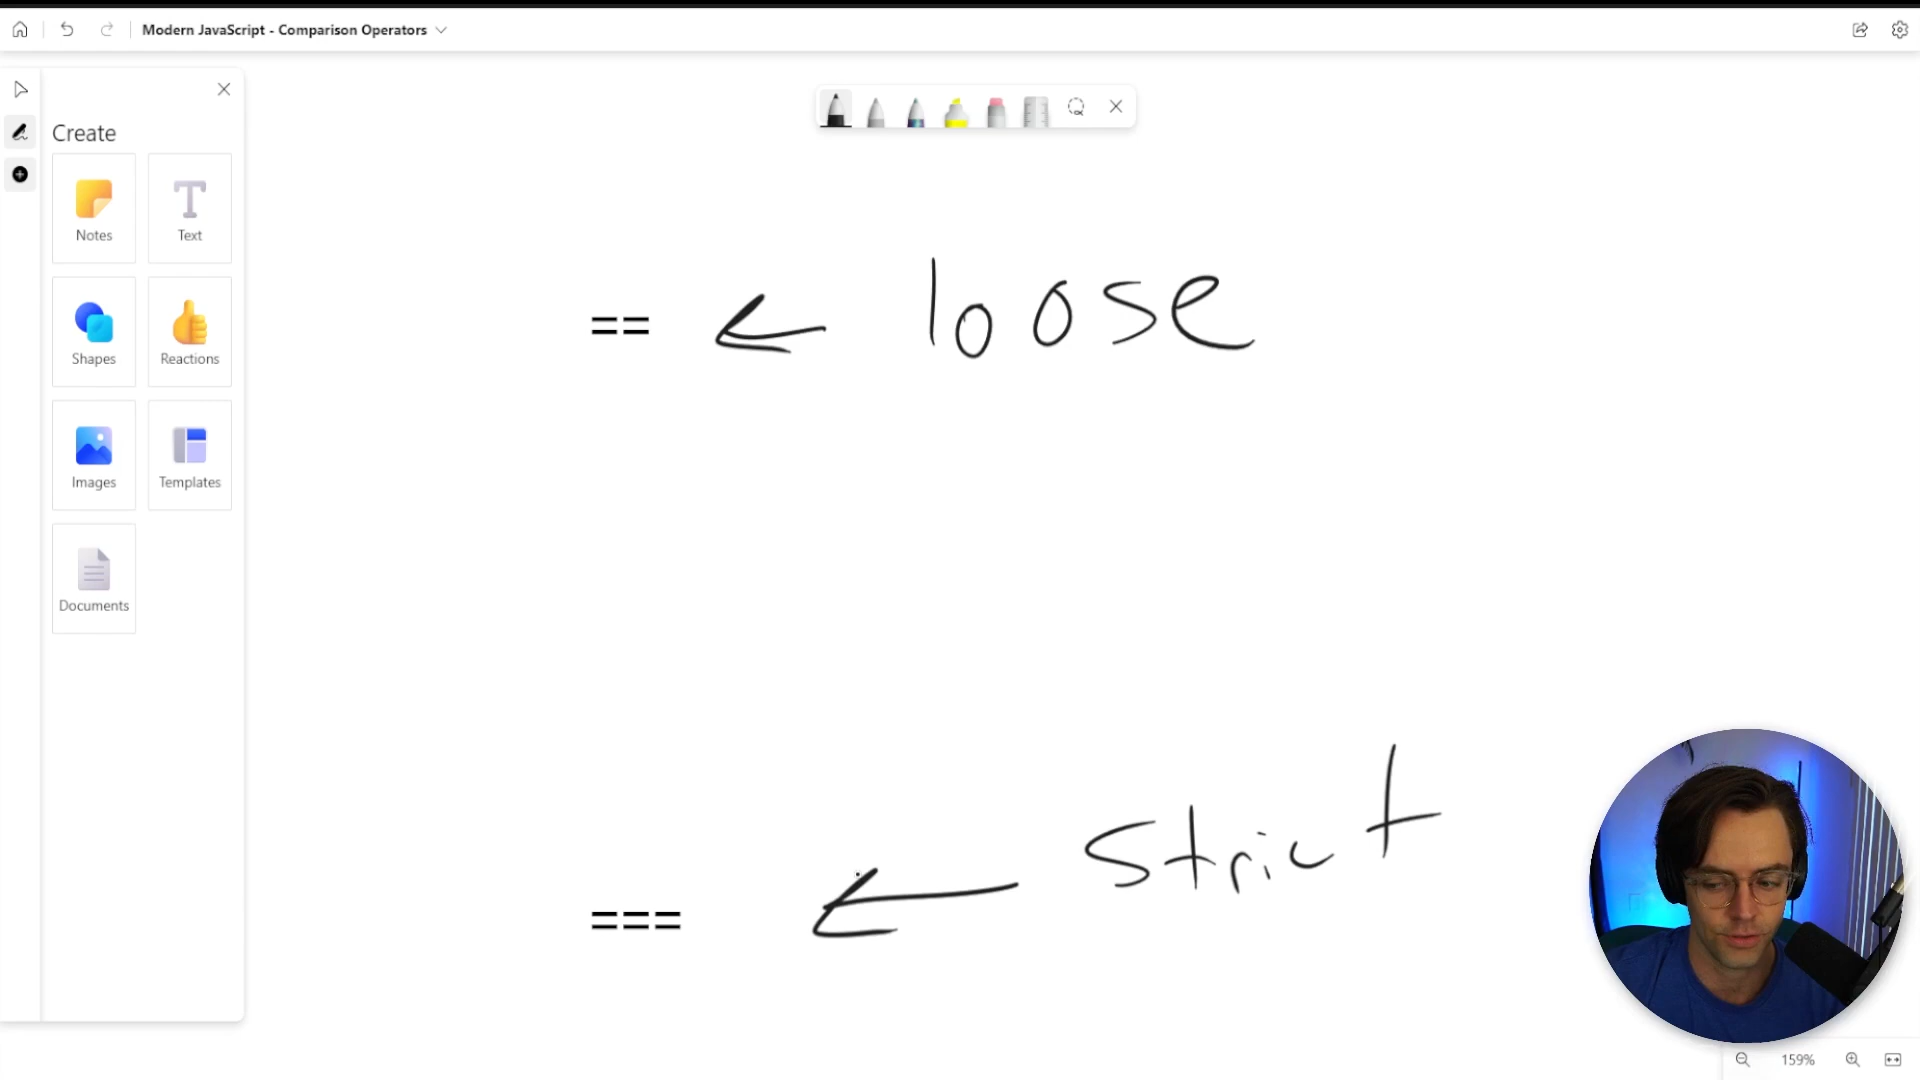 Modern JavaScript - Comparison Operators
Create
Notes
Text
Shapes
Reactions
Images
Templates
Documents
== loose
=== Strict
159%